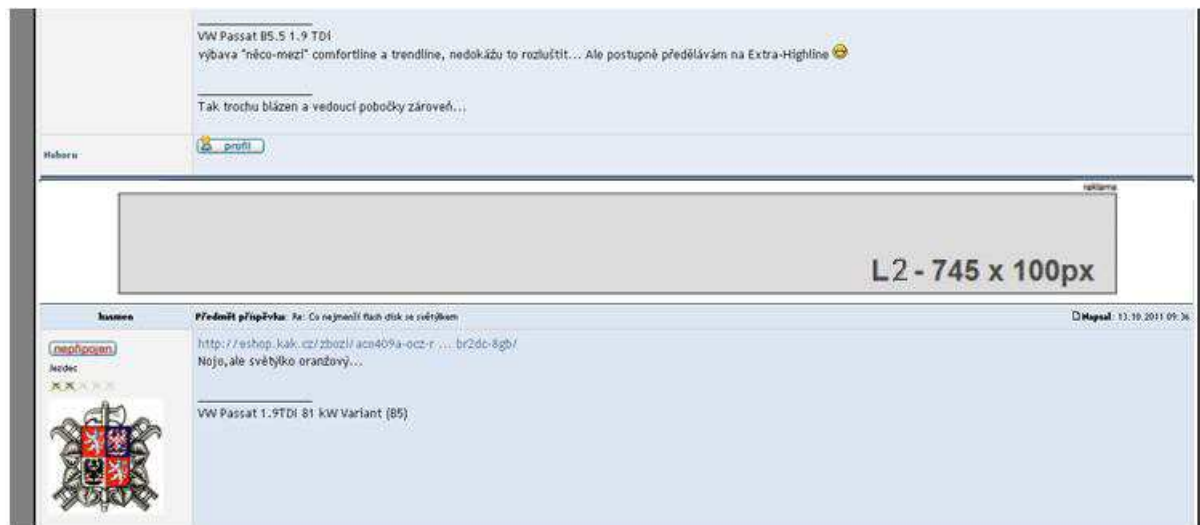 VW Passat B5.5 1.9 TDi
výbava "něco-mezi" comfortline a trendline, nedokážu to rozluštit... Ale postupně předělávám na Extra-Highline
Tak trochu blázen a vedoucí pobočky zároveň...
Nahoru
profil
reklama
L2 - 745 x 100px
hasmen
Předmět příspěvku: Re: Co nejmenší flash disk se světýlkem
Napsal: 13.10.2011 09:36
nepřipojen
Jezdec
http://eshop.kak.cz/zbozi/aco409a-ocz-r ... br2dc-8gb/
Nojo,ale světýlko oranžový...
VW Passat 1.9TDI 81 kW Variant (B5)